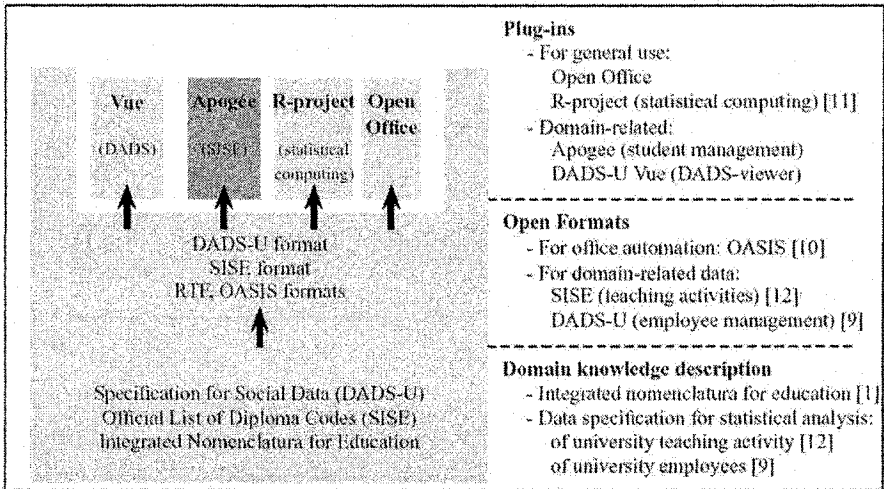 Vue
(DADS)
Apogée
(SISE)
R-project
(statistical
computing)
Open
Office
DADS-U format
SISE format
RTF, OASIS formats
Specification for Social Data (DADS-U)
Official List of Diploma Codes (SISE)
Integrated Nomenclatura for Education
Plug-ins
- For general use:
Open Office
R-project (statistical computing) [11]
- Domain-related:
Apogee (student management)
DADS-U Vue (DADS-viewer)
Open Formats
- For office automation: OASIS [10]
- For domain-related data:
SISE (teaching activities) [12]
DADS-U (employee management) [9]
Domain knowledge description
- Integrated nomenclatura for education [1]
- Data specification for statistical analysis:
of university teaching activity [12]
of university employees [9]